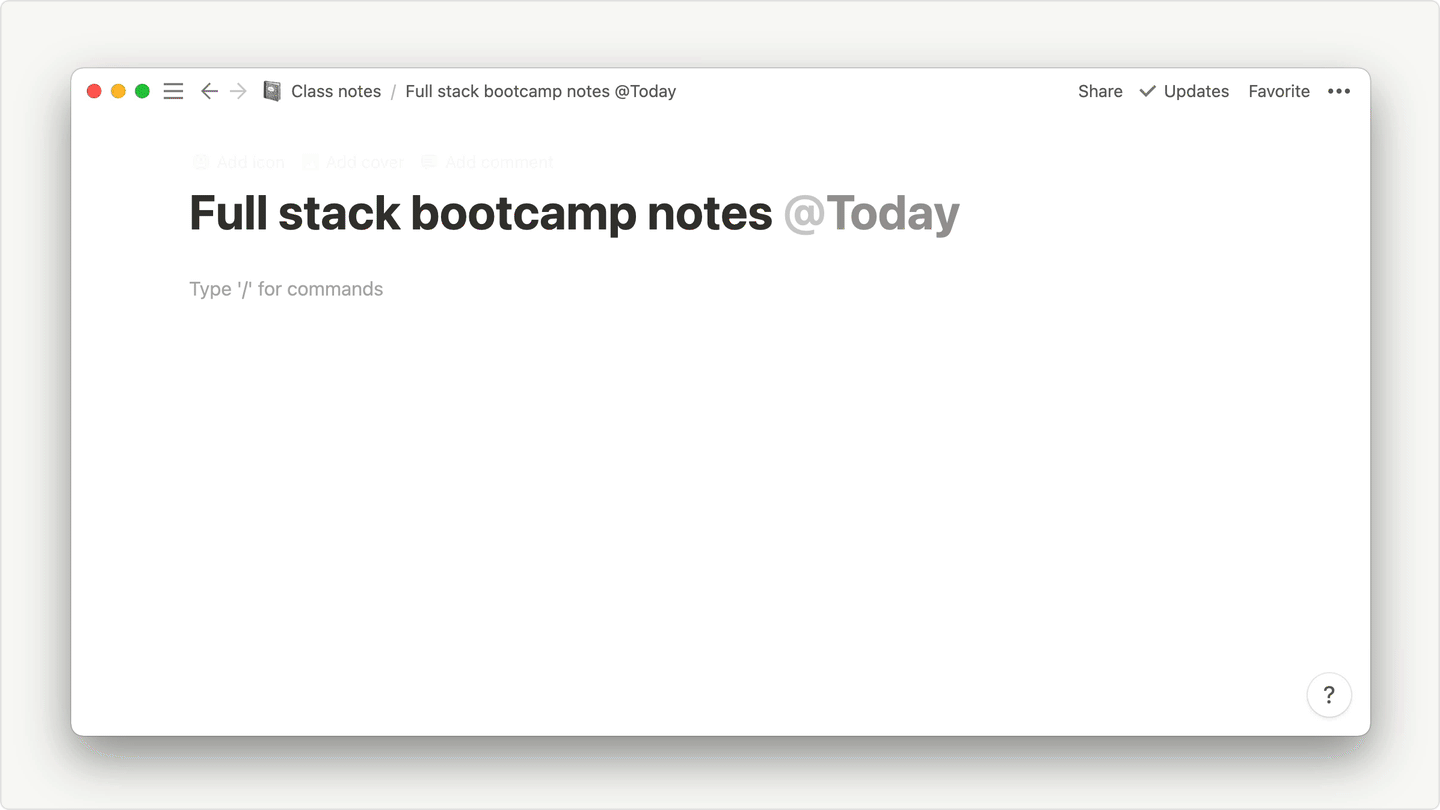 Class notes / Full stack bootcamp notes @Today
Share Updates Favorite
Add icon Add cover Add comment
Full stack bootcamp notes @Today
Type '/' for commands
?